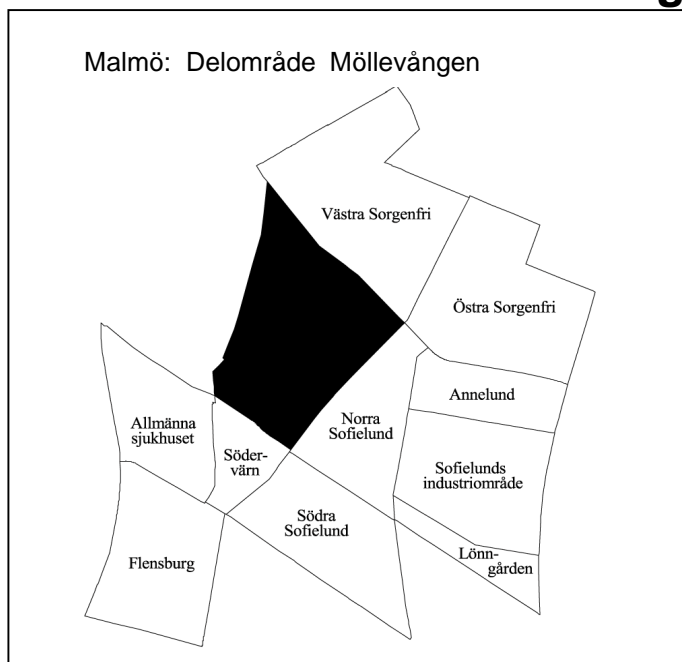 Malmö: Delområde Möllevången
Västra Sorgenfri
Östra Sorgenfri
Annelund
Allmänna
sjukhuset
Norra
Sofielund
Söder-
värn
Sofielunds
industriområde
Södra
Sofielund
Lönn-
gården
Flensburg